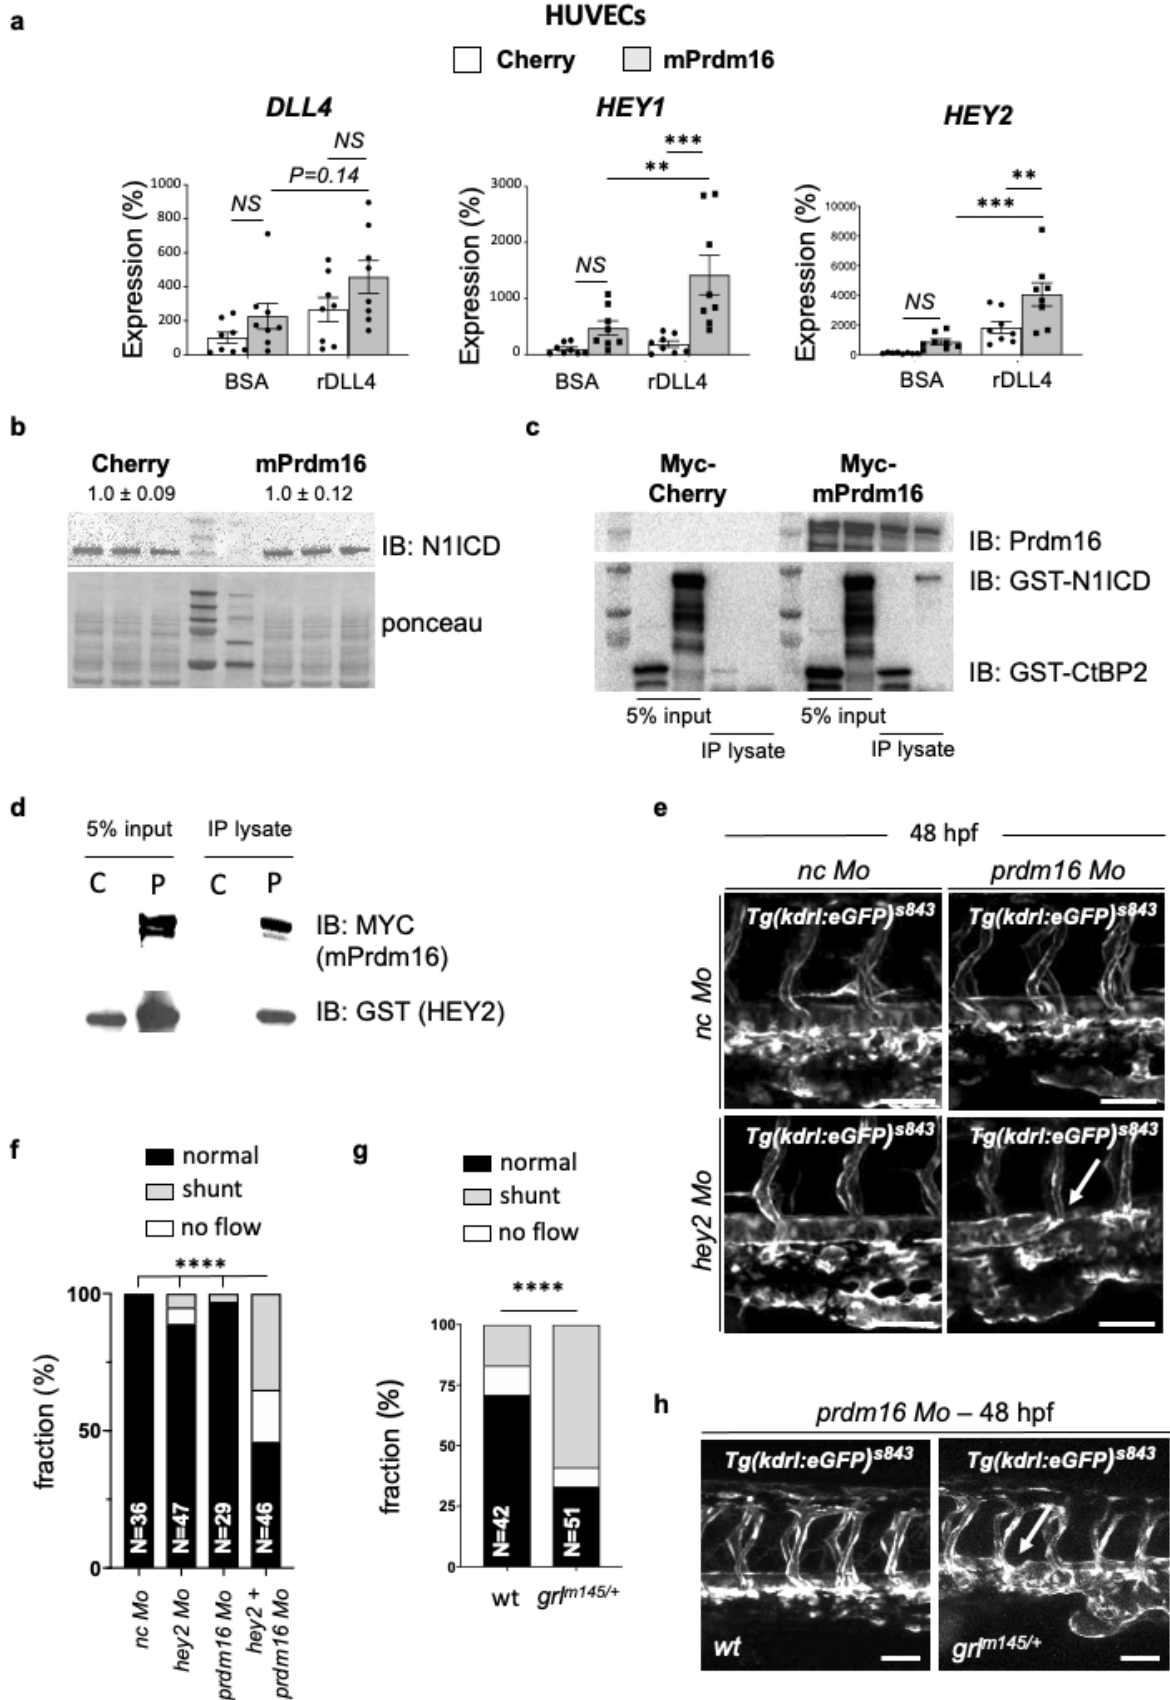 a
HUVECs
Cherry mPrdm16
DLL4
HEY1
HEY2
NS
P=0.14
NS
Expression (%)
1000
800
600
400
200
0
BSA rDLL4
***
**
NS
Expression (%)
3000
2000
1000
0
BSA rDLL4
**
***
NS
Expression (%)
10000
8000
6000
4000
2000
0
BSA rDLL4
b
Cherry mPrdm16
1.0 ± 0.09 1.0 ± 0.12
IB: N1ICD
ponceau
c
Myc-
Cherry
Myc-
mPrdm16
IB: Prdm16
IB: GST-N1ICD
IB: GST-CtBP2
5% input 5% input
IP lysate IP lysate
d
5% input IP lysate
C P C P
IB: MYC
(mPrdm16)
IB: GST (HEY2)
e
48 hpf
nc Mo prdm16 Mo
nc Mo
Tg(kdrl:eGFP)s843 Tg(kdrl:eGFP)s843
hey2 Mo
Tg(kdrl:eGFP)s843 Tg(kdrl:eGFP)s843
f
normal
shunt
no flow
****
fraction (%)
100
50
0
N=36 N=47 N=29 N=46
nc Mo
hey2 Mo
prdm16 Mo
hey2 +
prdm16 Mo
g
normal
shunt
no flow
****
fraction (%)
100
75
50
25
0
N=42 N=51
wt grlm145/+
h
prdm16 Mo – 48 hpf
Tg(kdrl:eGFP)s843 Tg(kdrl:eGFP)s843
wt grlm145/+